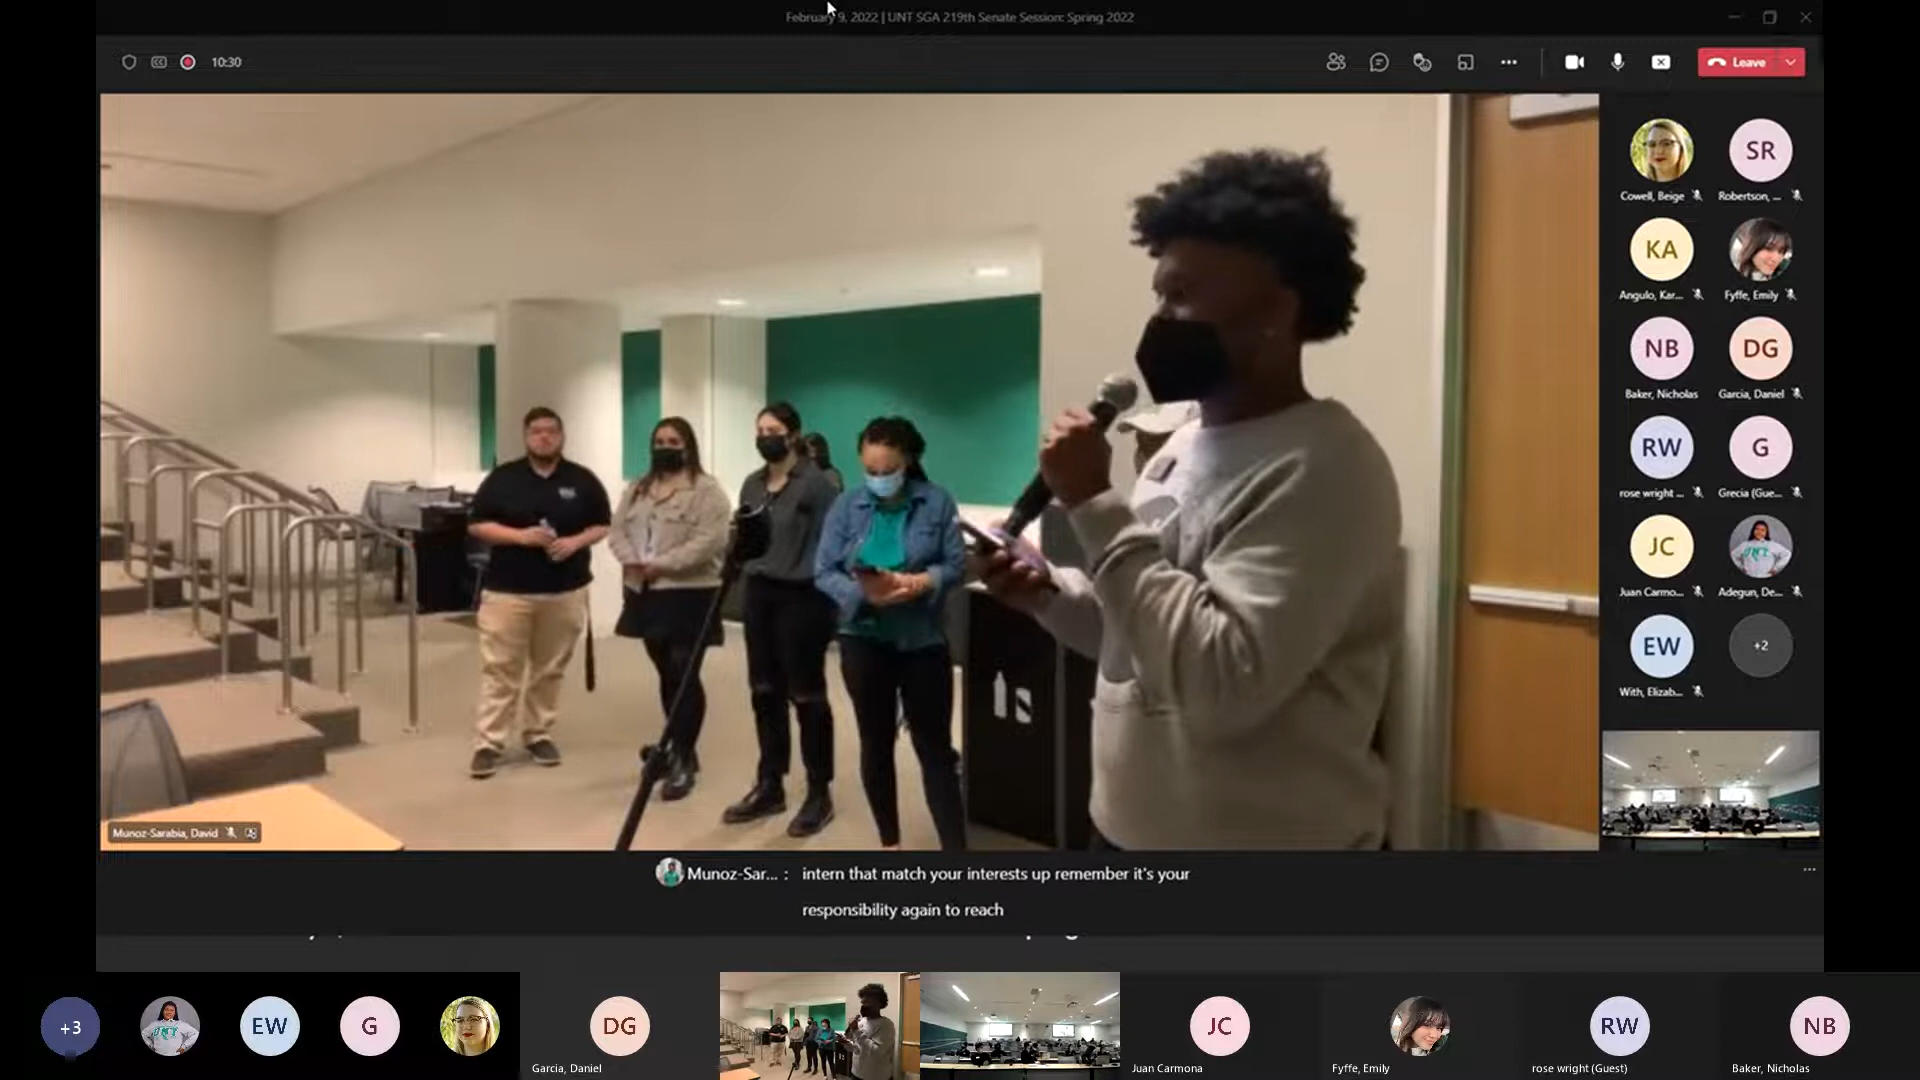 February 9, 2022 | UNT SGA 219th Senate Session: Spring 2022
10:30
Leave
Cowell, Beige
SR
Robertson, ...
KA
Angulo, Kar...
Fyffe, Emily
NB
Baker, Nicholas
DG
Garcia, Daniel
RW
rose wright ...
G
Grecia (Gue...
JC
Juan Carmo...
UNT
Adegun, De...
EW
With, Elizab...
+2
Munoz-Sarabia, David
Munoz-Sar... : intern that match your interests up remember it's your
responsibility again to reach
+3
UNT
EW
G
DG
Garcia, Daniel
JC
Juan Carmona
Fyffe, Emily
RW
rose wright (Guest)
NB
Baker, Nicholas